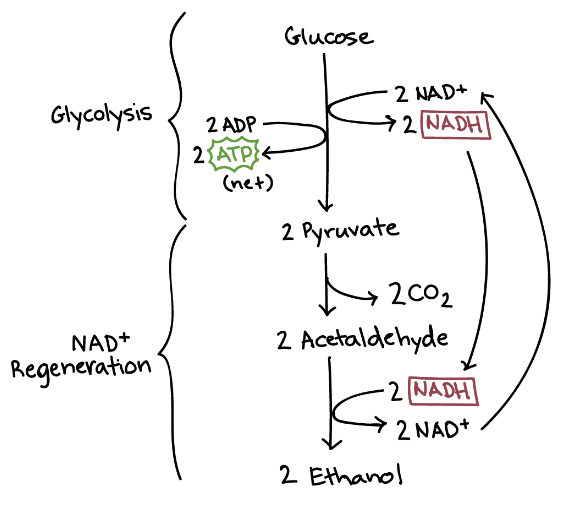 Glucose
Glycolysis
2 NAD+
2 NADH
2 ADP
2 ATP
(net)
2 Pyruvate
2 CO2
NAD+
Regeneration
2 Acetaldehyde
2 NADH
2 NAD+
2 Ethanol